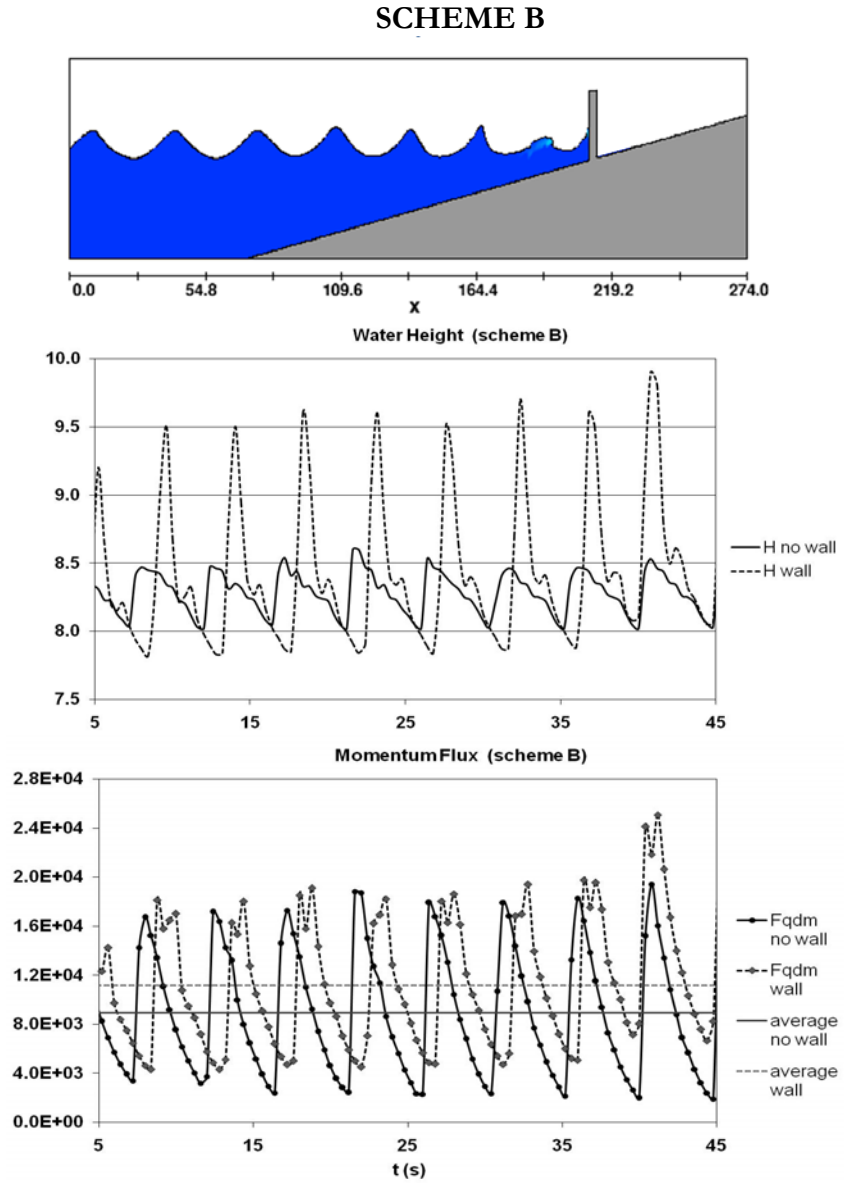 SCHEME B
0.0 54.8 109.6 164.4 219.2 274.0
X
Water Height (scheme B)
10.0
9.5
9.0
8.5
8.0
7.5
5 15 25 35 45
H no wall
H wall
Momentum Flux (scheme B)
2.8E+04
2.4E+04
2.0E+04
1.6E+04
1.2E+04
8.0E+03
4.0E+03
0.0E+00
5 15 25 35 45
t (s)
Fqdm
no wall
Fqdm
wall
average
no wall
average
wall